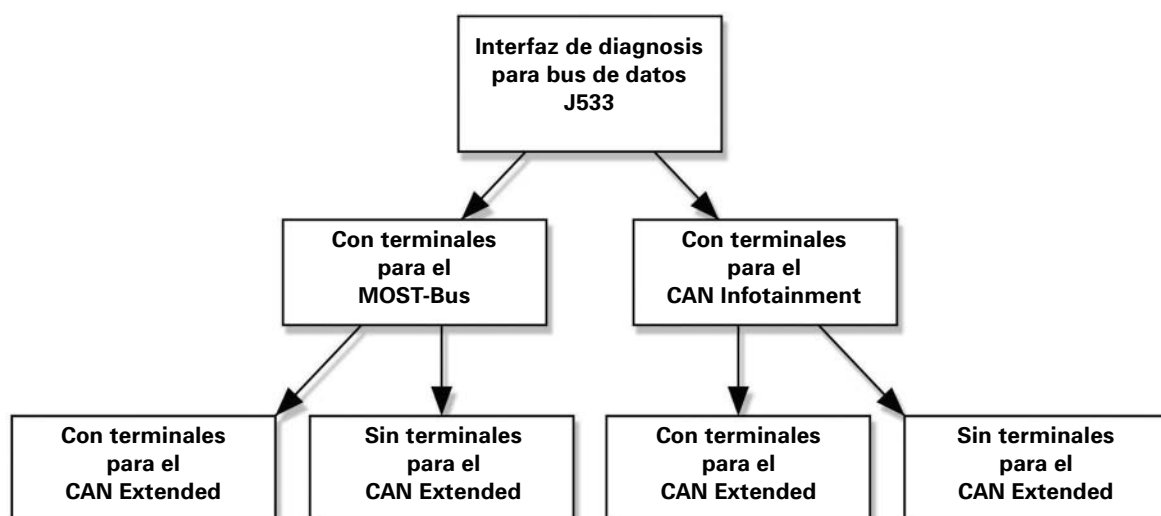 Interfaz de diagnosis
para bus de datos
J533
Con terminales
para el
MOST-Bus
Con terminales
para el
CAN Infotainment
Con terminales
para el
CAN Extended
Sin terminales
para el
CAN Extended
Con terminales
para el
CAN Extended
Sin terminales
para el
CAN Extended